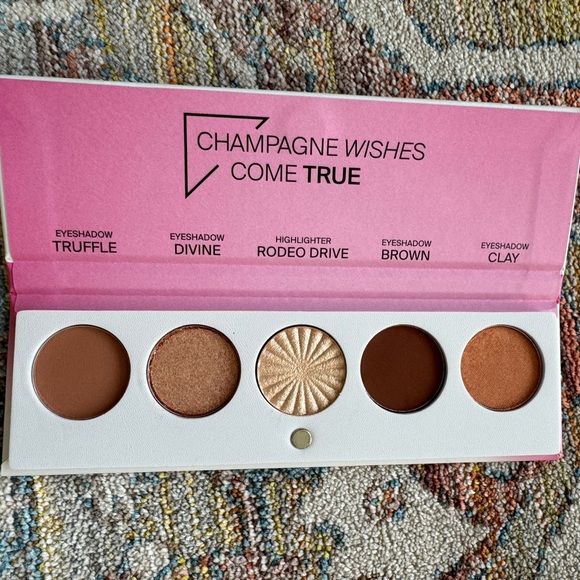 CHAMPAGNE WISHES
COME TRUE
EYESHADOW
TRUFFLE
EYESHADOW
DIVINE
HIGHLIGHTER
RODEO DRIVE
EYESHADOW
BROWN
EYESHADOW
CLAY